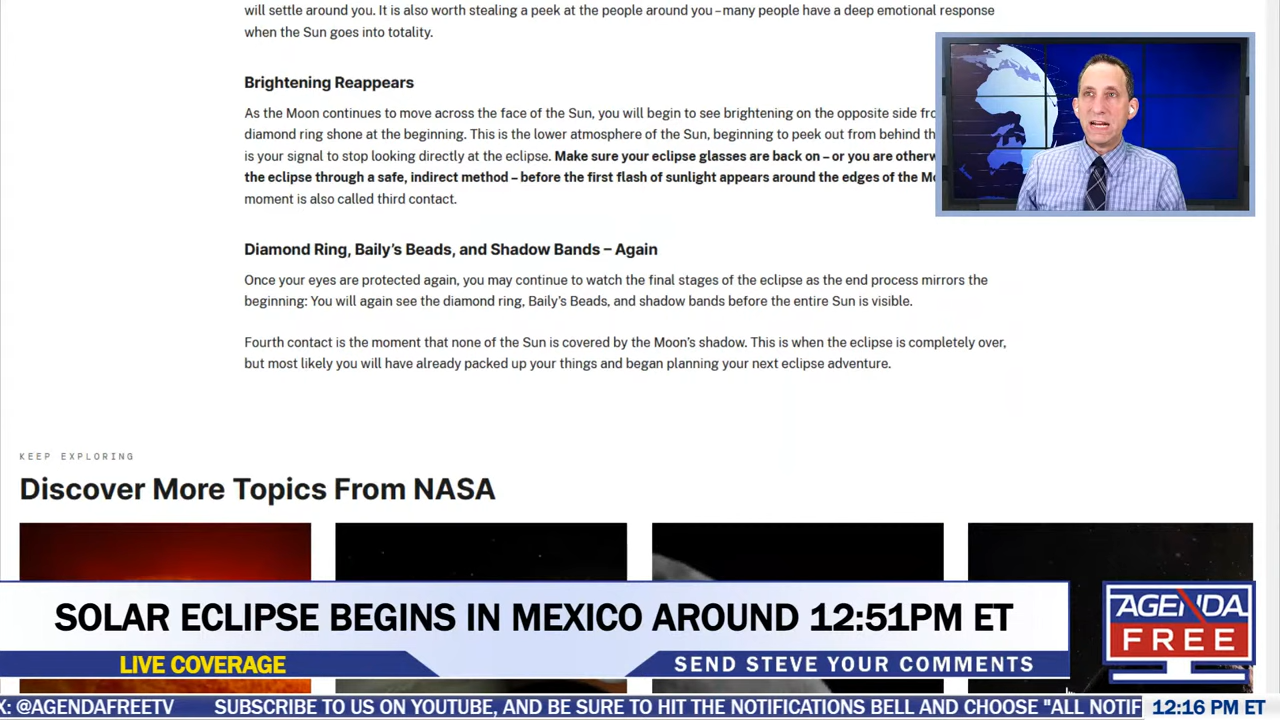 will settle around you. It is also worth stealing a peek at the people around you – many people have a deep emotional response
when the Sun goes into totality.
Brightening Reappears
As the Moon continues to move across the face of the Sun, you will begin to see brightening on the opposite side
diamond ring shone at the beginning. This is the lower atmosphere of the Sun, beginning to peek out from behind
is your signal to stop looking directly at the eclipse. Make sure your eclipse glasses are back on – or you are
the eclipse through a safe, indirect method – before the first flash of sunlight appears around the edges of the
moment is also called third contact.
Diamond Ring, Baily's Beads, and Shadow Bands – Again
Once your eyes are protected again, you may continue to watch the final stages of the eclipse as the end process mirrors the
beginning: You will again see the diamond ring, Baily's Beads, and shadow bands before the entire Sun is visible.
Fourth contact is the moment that none of the Sun is covered by the Moon's shadow. This is when the eclipse is completely over,
but most likely you will have already packed up your things and began planning your next eclipse adventure.
KEEP EXPLORING
Discover More Topics From NASA
SOLAR ECLIPSE BEGINS IN MEXICO AROUND 12:51PM ET
AGENDA
FREE
LIVE COVERAGE
SEND STEVE YOUR COMMENTS
X: @AGENDAFREETV SUBSCRIBE TO US ON YOUTUBE, AND BE SURE TO HIT THE NOTIFICATIONS BELL AND CHOOSE "ALL NOTIF
12:16 PM ET